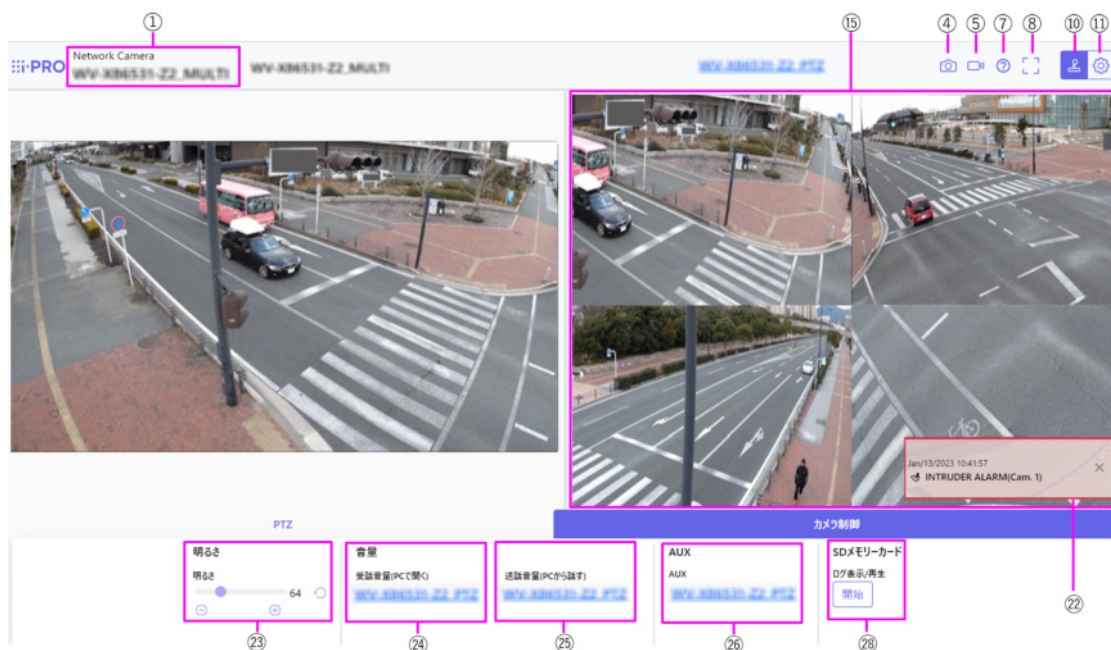 ① ⑮ ④ ⑤ ⑦ ⑧ ⑩ ⑪
i-PRO
Network Camera
WV-X86531-Z2_MULTI
WV-X86531-Z2_MULTI
WV-X86531-Z2_PTZ
Jan/13/2023 10:41:57
INTRUDER ALARM(Cam. 1)
PTZ
カメラ制御
明るさ
明るさ
64
音量
受話音量(PCで聞く)
WV-X86531-Z2_PTZ
送話音量(PCから話す)
WV-X86531-Z2_PTZ
AUX
AUX
WV-X86531-Z2_PTZ
SDメモリーカード
ログ表示/再生
開始
㉒
㉓ ㉔ ㉕ ㉖ ㉘